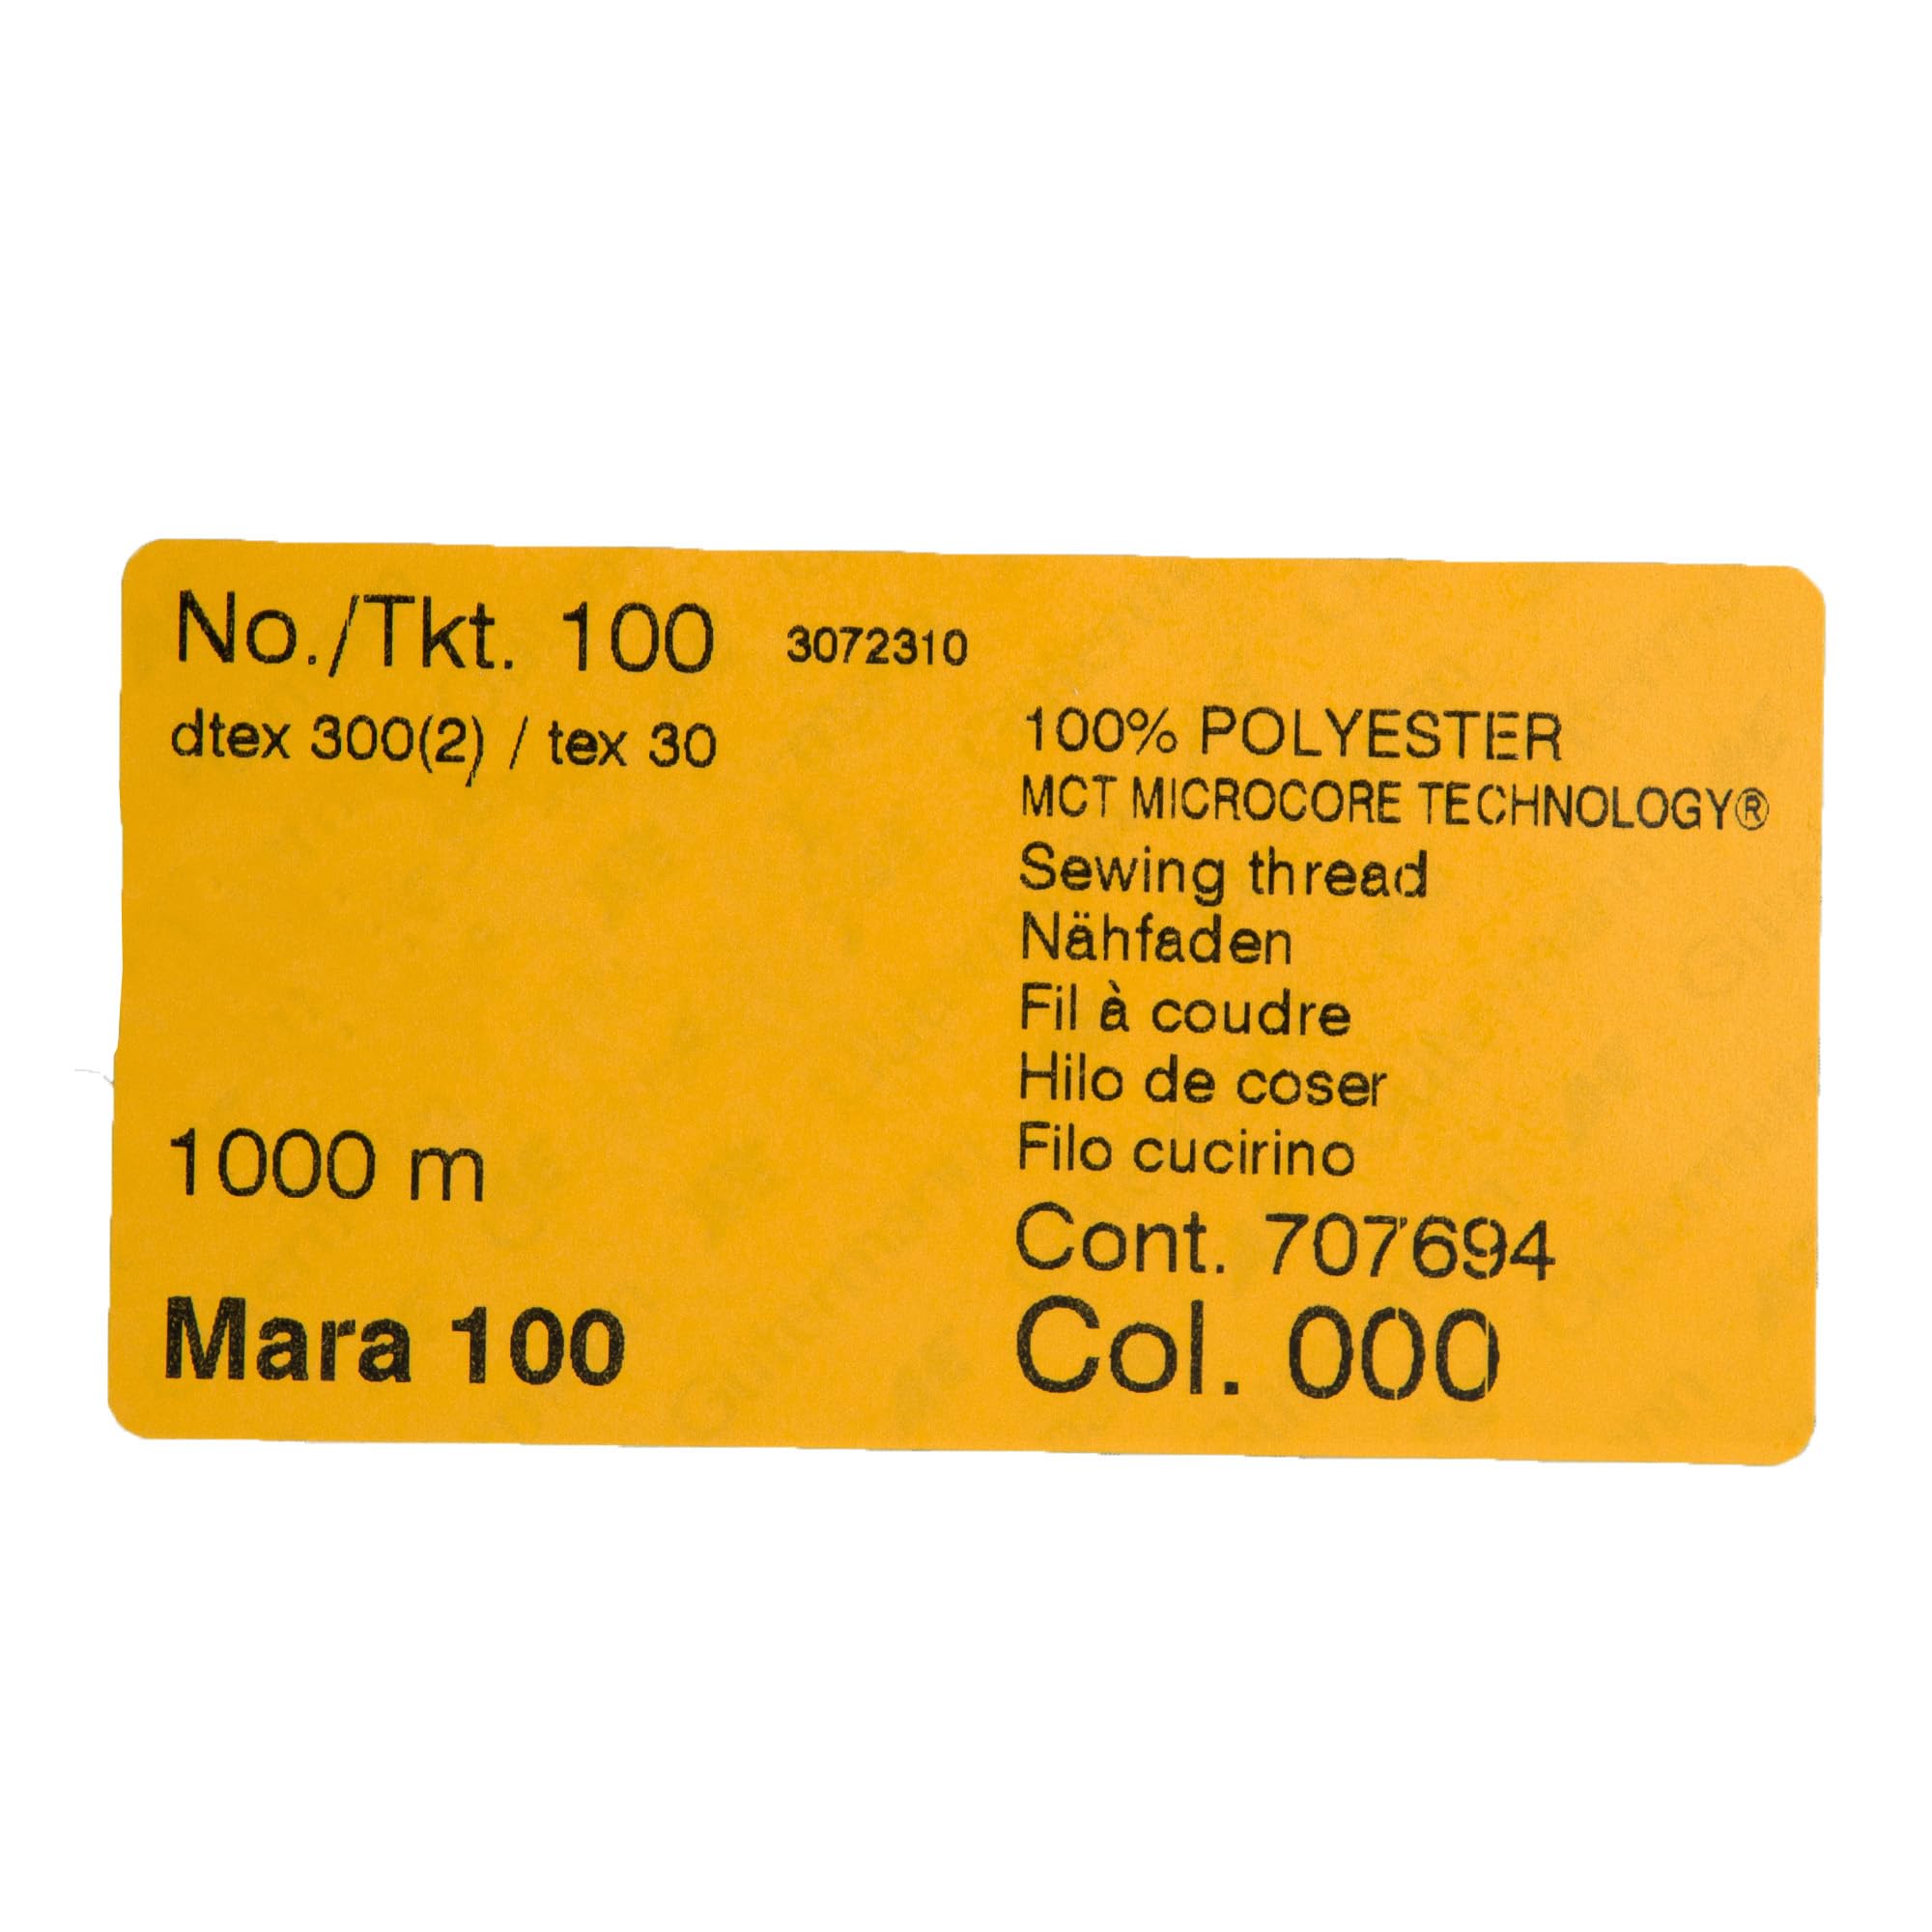 No./Tkt. 100 3072310
dtex 300(2) / tex 30
1000 m
Mara 100
100% POLYESTER
MCT MICROCORE TECHNOLOGY®
Sewing thread
Nähfaden
Fil à coudre
Hilo de coser
Filo cucirino
Cont. 707694
Col. 000